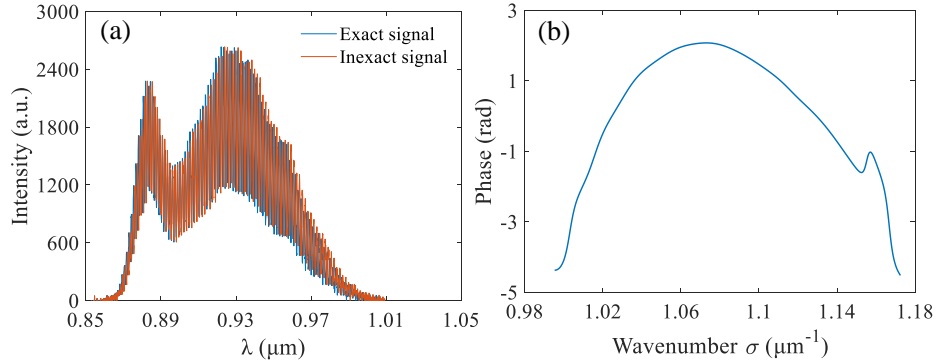 (a)
Exact signal
Inexact signal
Intensity (a.u.)
3000
2400
1800
1200
600
0
0.85 0.89 0.93 0.97 1.01 1.05
λ (μm)
(b)
Phase (rad)
3
1
-1
-3
-5
0.98 1.02 1.06 1.1 1.14 1.18
Wavenumber σ (μm⁻¹)